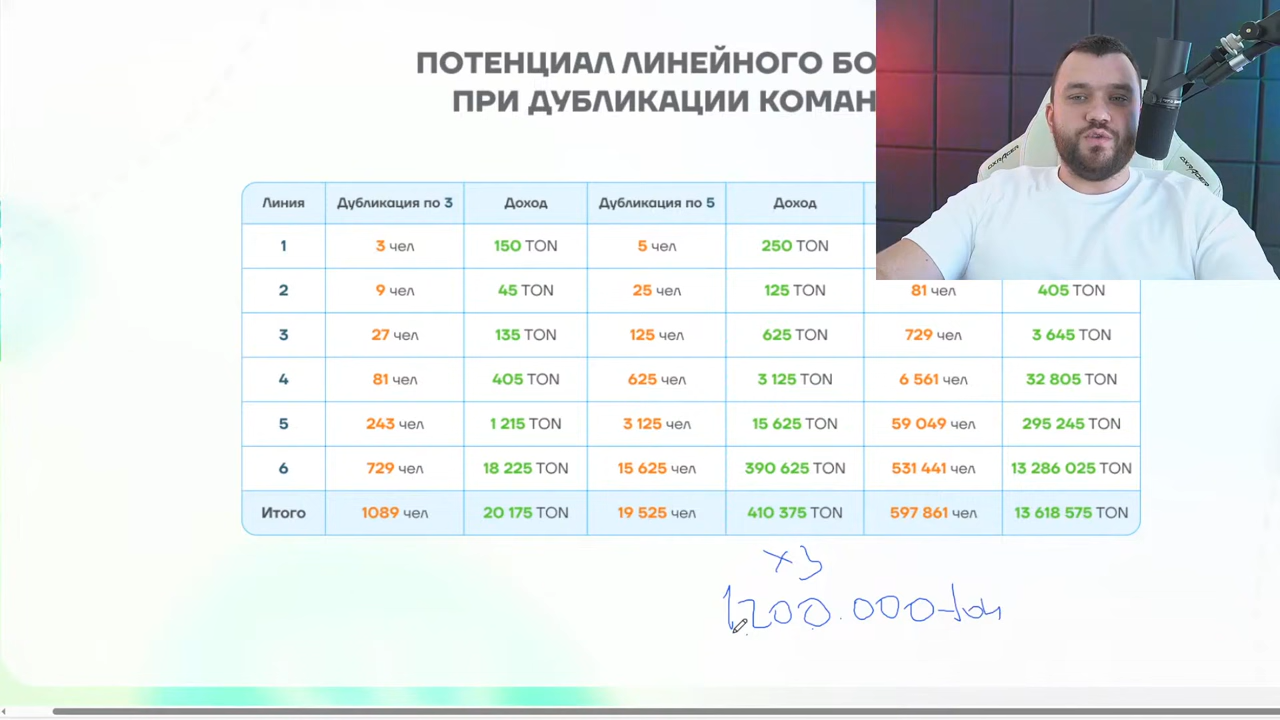 ПОТЕНЦИАЛ ЛИНЕЙНОГО БО
ПРИ ДУБЛИКАЦИИ КОМАН
Линия Дубликация по 3 Доход Дубликация по 5 Доход
1 3 чел 150 TON 5 чел 250 TON
2 9 чел 45 TON 25 чел 125 TON 81 чел 405 TON
3 27 чел 135 TON 125 чел 625 TON 729 чел 3 645 TON
4 81 чел 405 TON 625 чел 3 125 TON 6 561 чел 32 805 TON
5 243 чел 1 215 TON 3 125 чел 15 625 TON 59 049 чел 295 245 TON
6 729 чел 18 225 TON 15 625 чел 390 625 TON 531 441 чел 13 286 025 TON
Итого 1089 чел 20 175 TON 19 525 чел 410 375 TON 597 861 чел 13 618 575 TON
x3
1200.000 тон
OXRACER
OXRACER